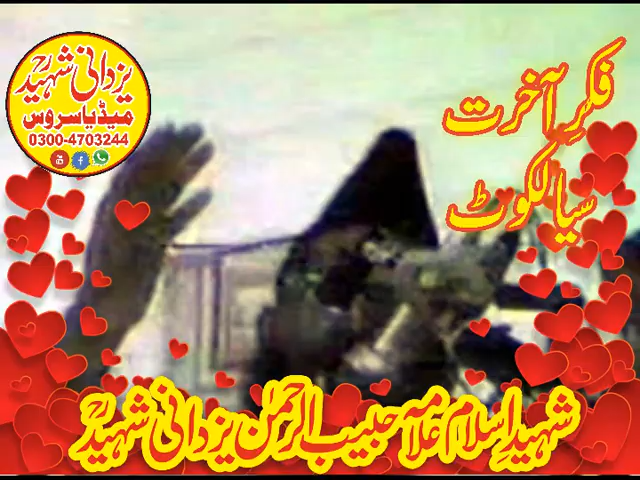 یزدانی شہیدؒ
میڈیا سروس
0300-4703244
فکرِ آخرت
سیالکوٹ
شہیدِ اسلام علامہ حبیب الرحمٰن یزدانی شہیدؒ